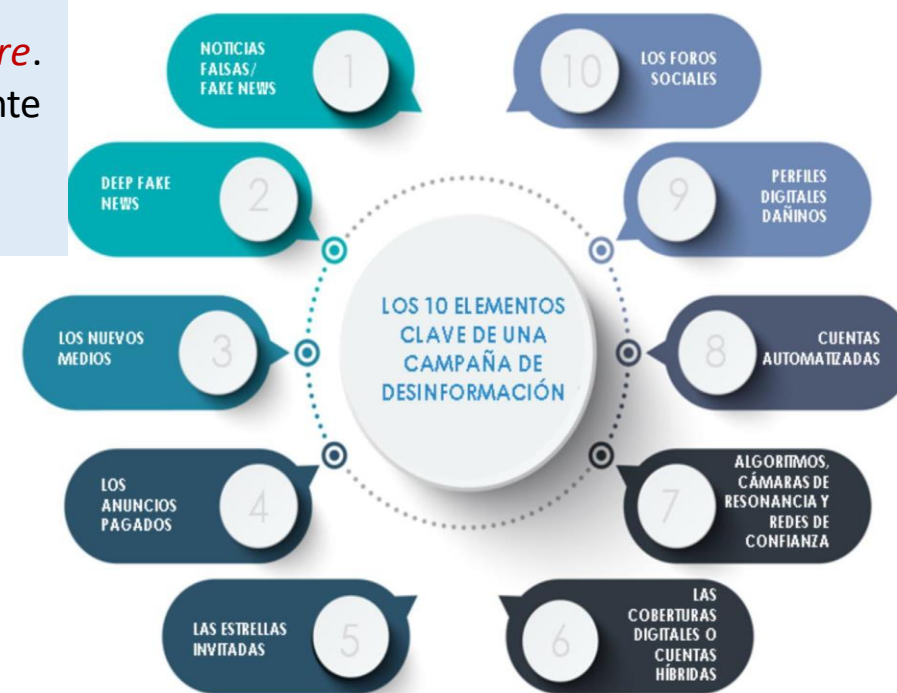 re.
nte
1
NOTICIAS
FALSAS/
FAKE NEWS
2
DEEP FAKE
NEWS
3
LOS NUEVOS
MEDIOS
4
LOS
ANUNCIOS
PAGADOS
5
LAS ESTRELLAS
INVITADAS
LOS 10 ELEMENTOS
CLAVE DE UNA
CAMPAÑA DE
DESINFORMACIÓN
10
LOS FOROS
SOCIALES
9
PERFILES
DIGITALES
DAÑINOS
8
CUENTAS
AUTOMATIZADAS
7
ALGORITMOS,
CÁMARAS DE
RESONANCIA Y
REDES DE
CONFIANZA
6
LAS
COBERTURAS
DIGITALES O
CUENTAS
HÍBRIDAS